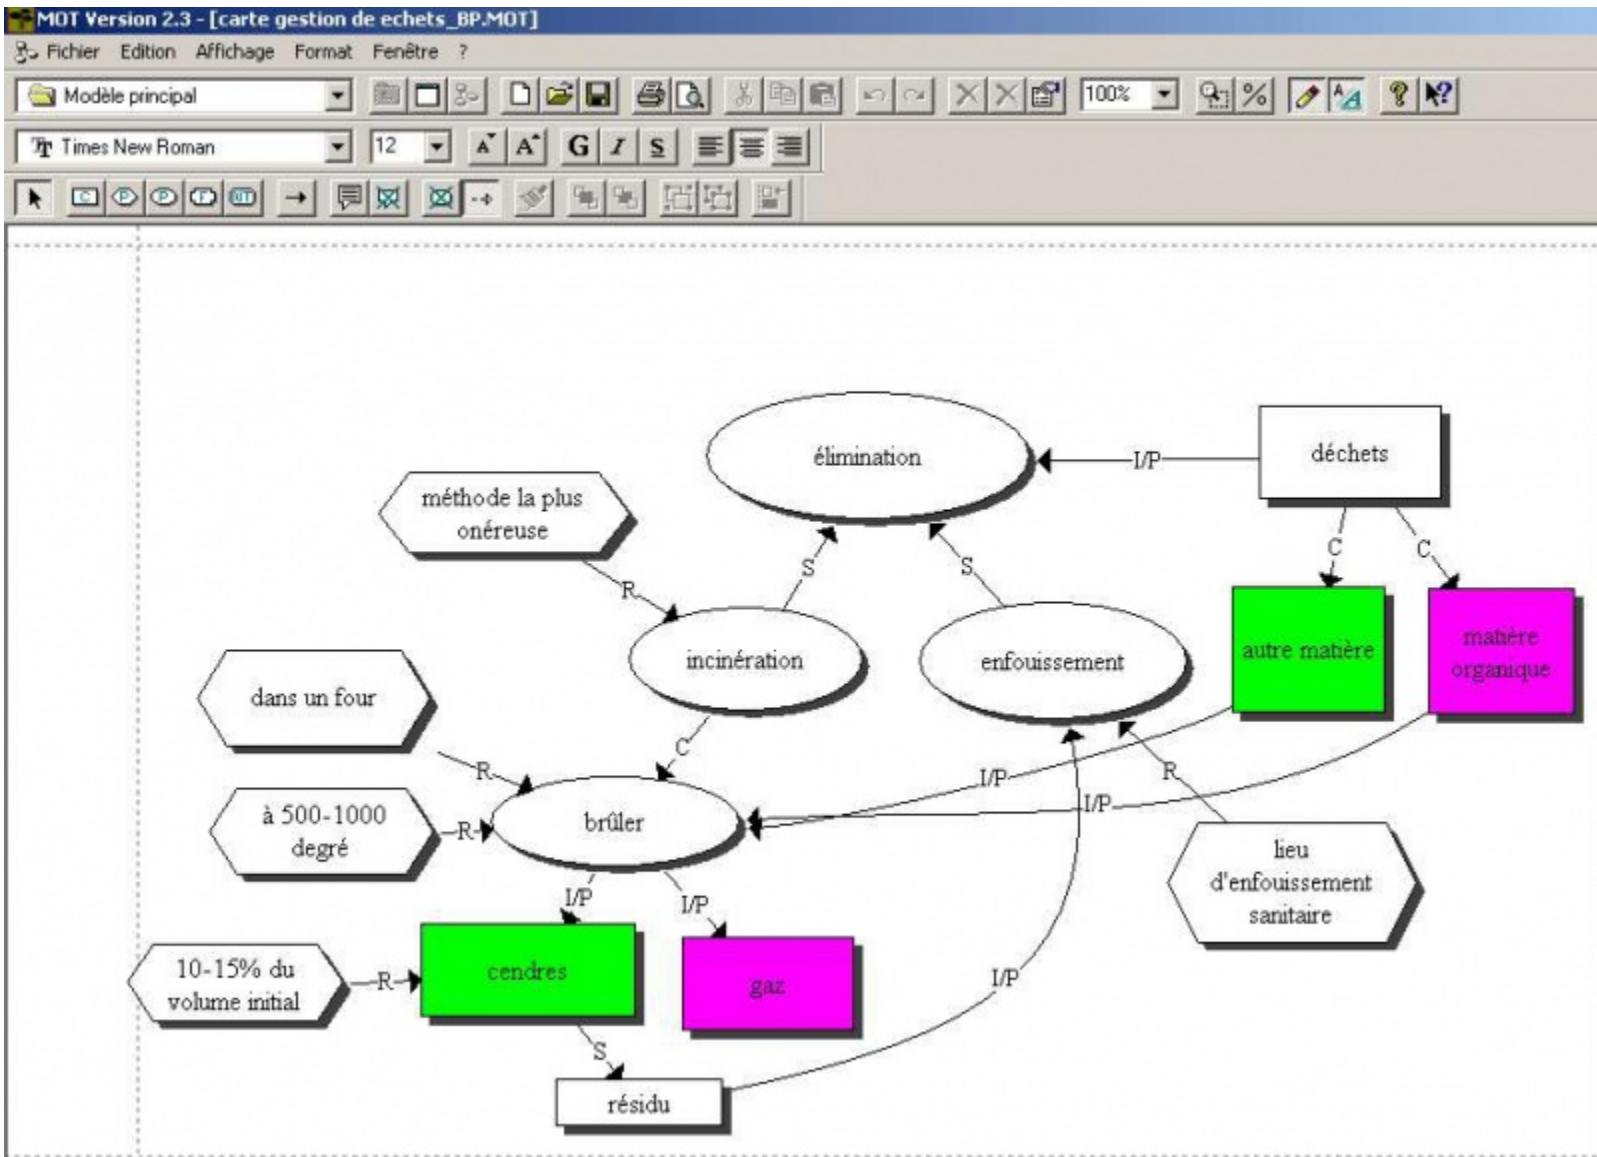 MOT Version 2.3 - [carte gestion de echets_BP.MOT]
Fichier Edition Affichage Format Fenêtre ?
Modèle principal
100%
%
Times New Roman
12
A A G I S
C P P F NT
élimination
I/P
déchets
méthode la plus
onéreuse
R
S
S
C
C
incinération
enfouissement
autre matière
matière
organique
dans un four
R
C
I/P
R
I/P
à 500-1000
degré
R
brûler
lieu
d'enfouissement
sanitaire
I/P
I/P
10-15% du
volume initial
R
cendres
gaz
I/P
S
résidu